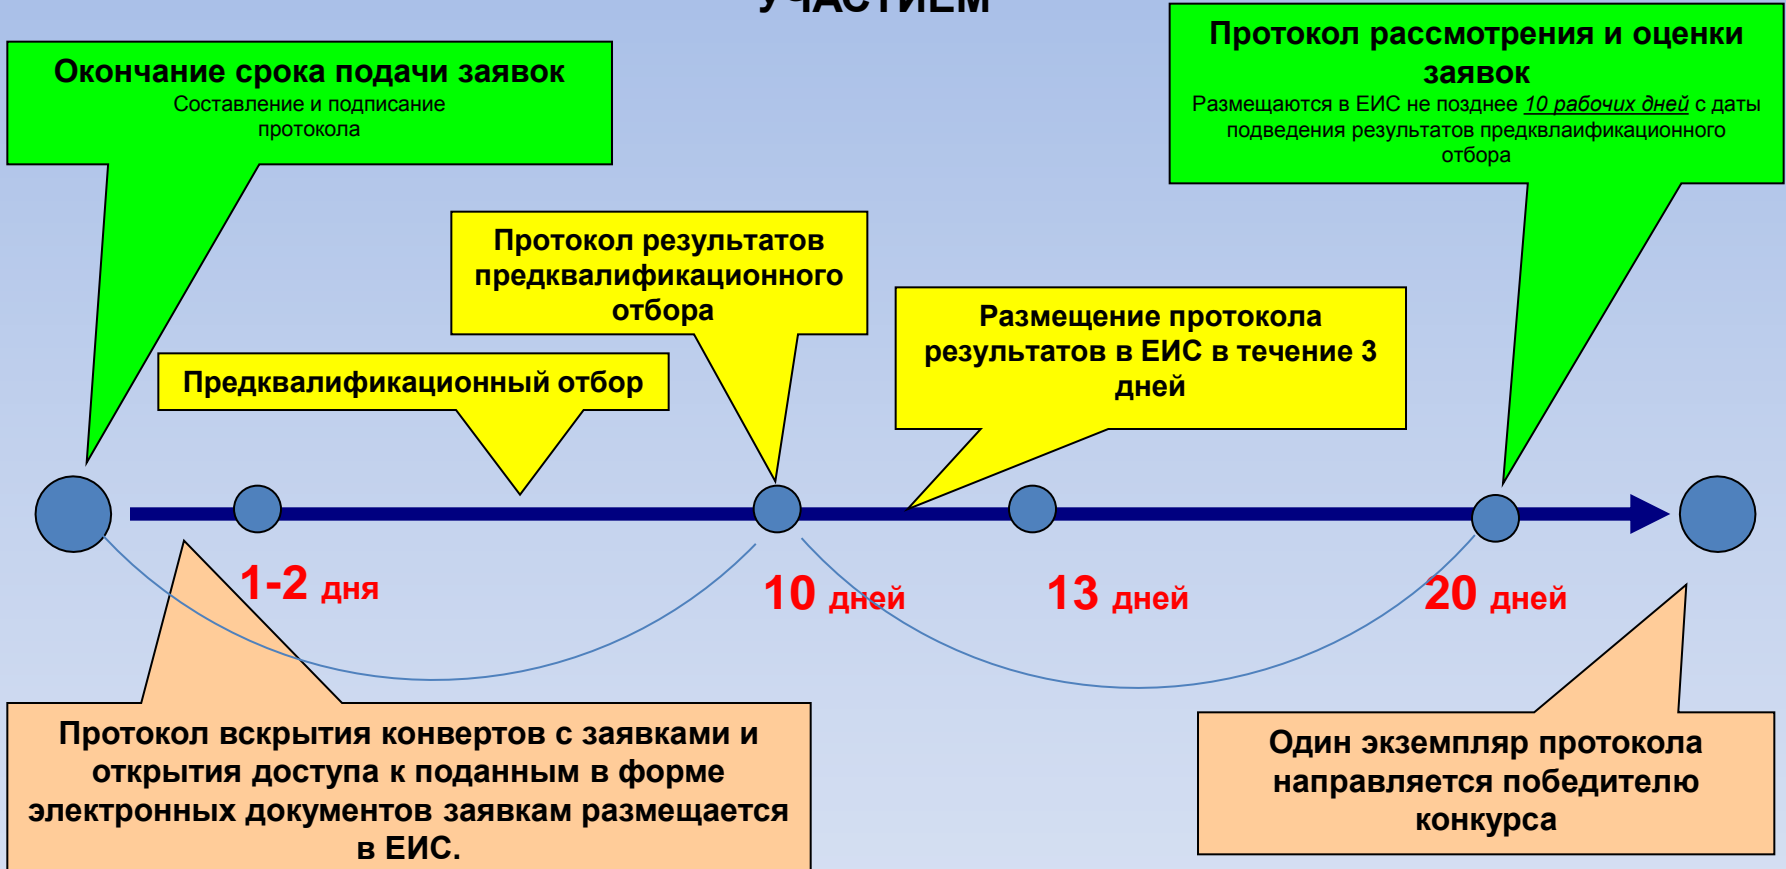 УЧАСТИЕМ
Окончание срока подачи заявок
Составление и подписание
протокола
Протокол рассмотрения и оценки
заявок
Размещаются в ЕИС не позднее 10 рабочих дней с даты
подведения результатов предквлаификационного
отбора
Протокол результатов
предквалификационного
отбора
Размещение протокола
результатов в ЕИС в течение 3
дней
Предквалификационный отбор
1-2 дня
10 дней
13 дней
20 дней
Протокол вскрытия конвертов с заявками и
открытия доступа к поданным в форме
электронных документов заявкам размещается
в ЕИС.
Один экземпляр протокола
направляется победителю
конкурса